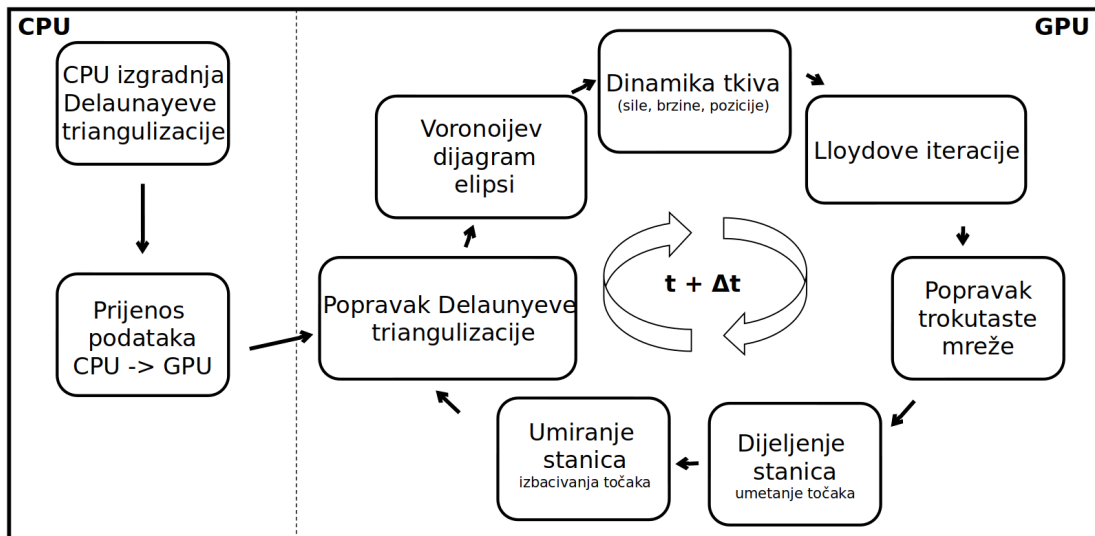 CPU
GPU
CPU izgradnja
Delaunayeve
triangulizacije
Prijenos
podataka
CPU -> GPU
Popravak Delaunyeve
triangulizacije
Voronoijev
dijagram
elipsi
Dinamika tkiva
(sile, brzine, pozicije)
Lloydove iteracije
Popravak
trokutaste
mreže
Dijeljenje
stanica
umetanje točaka
Umiranje
stanica
izbacivanja točaka
t + Δt